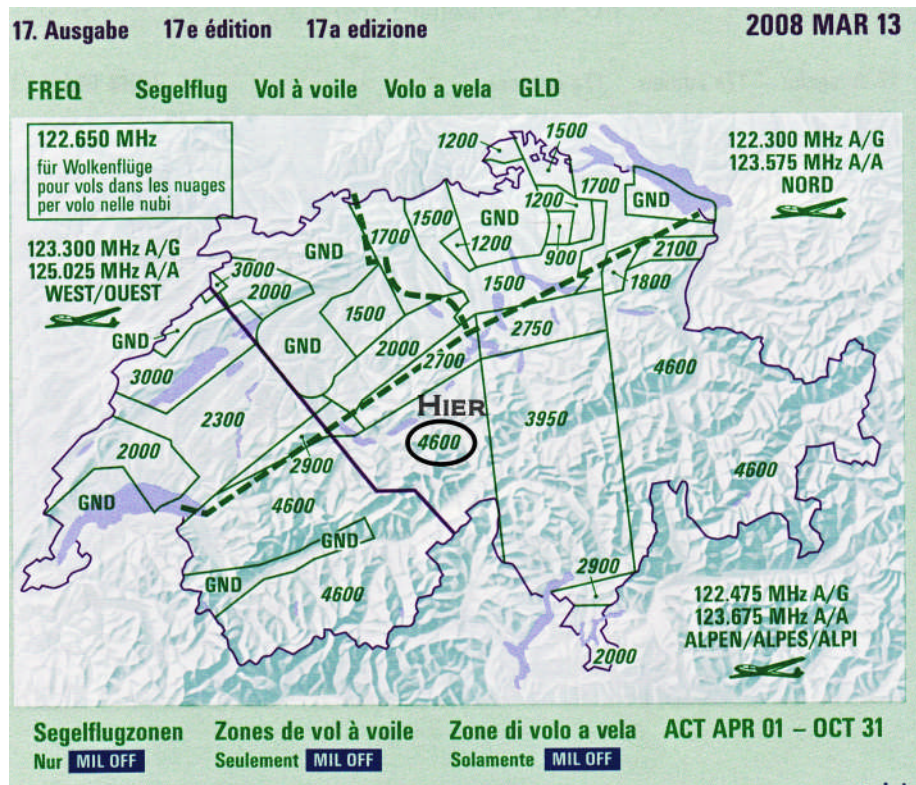 17. Ausgabe 17e édition 17a edizione 2008 MAR 13
FREQ Segelflug Vol à voile Volo a vela GLD
122.650 MHz
für Wolkenflüge
pour vols dans les nuages
per volo nelle nubi
123.300 MHz A/G
125.025 MHz A/A
WEST/OUEST
122.300 MHz A/G
123.575 MHz A/A
NORD
1200
1500
1700
GND
1200
GND
1500
1700
1200
900
2100
1800
GND
3000
2000
1500
1500
GND
GND
2000
2750
2700
3000
4600
HIER
4600
3950
2300
2000
2900
4600
GND
4600
GND
GND
4600
2900
2000
122.475 MHz A/G
123.675 MHz A/A
ALPEN/ALPES/ALPI
Segelflugzonen Zones de vol à voile Zone di volo a vela ACT APR 01 – OCT 31
Nur MIL OFF Seulement MIL OFF Solamente MIL OFF